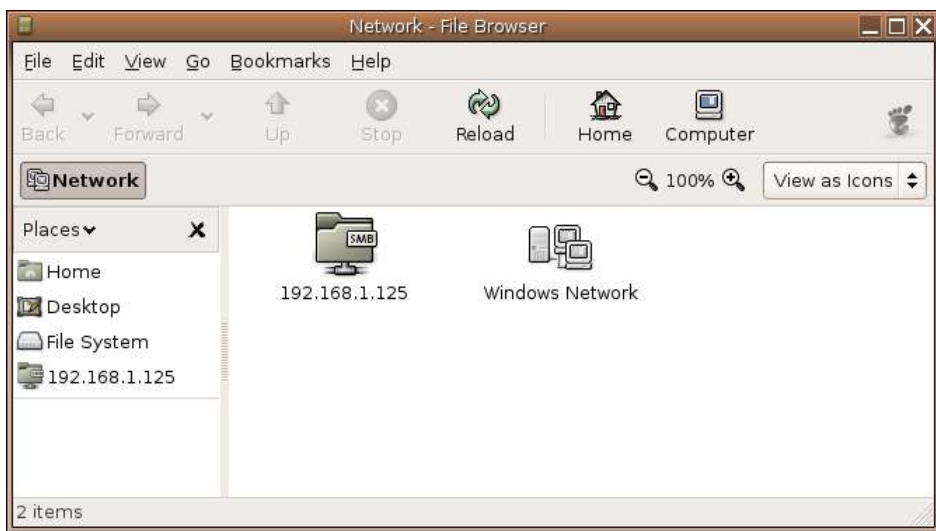 Network - File Browser
File Edit View Go Bookmarks Help
Back Forward Up Stop Reload Home Computer
Network 100% View as Icons
Places
Home
Desktop
File System
192.168.1.125
SMB
192.168.1.125
Windows Network
2 items